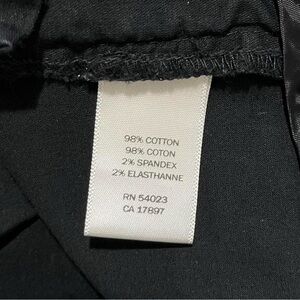 98% COTTON
98% COTON
2% SPANDEX
2% ELASTHANNE
RN 54023
CA 17897